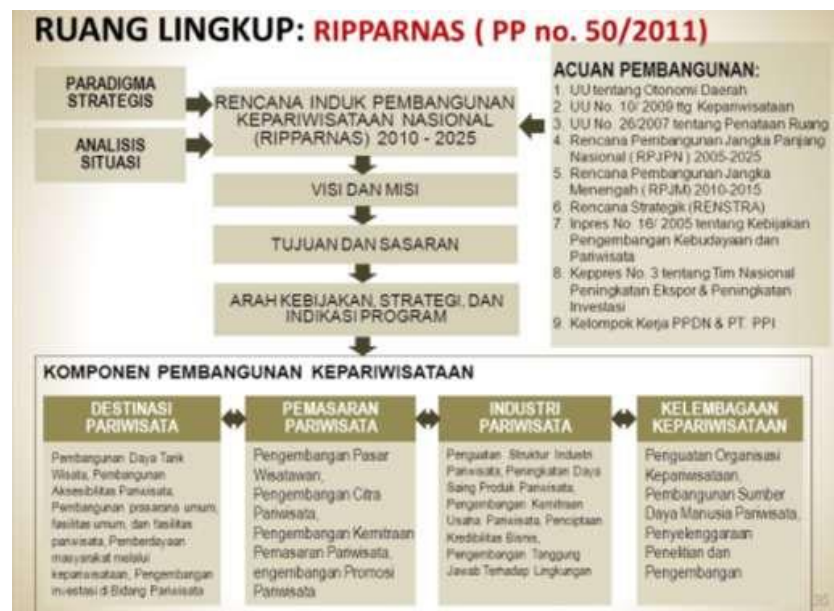 RUANG LINGKUP: RIPPARNAS ( PP no. 50/2011)
PARADIGMA
STRATEGIS
ANALISIS
SITUASI
RENCANA INDUK PEMBANGUNAN
KEPARIWISATAAN NASIONAL
(RIPPARNAS) 2010 - 2025
VISI DAN MISI
TUJUAN DAN SASARAN
ARAH KEBIJAKAN, STRATEGI, DAN
INDIKASI PROGRAM
ACUAN PEMBANGUNAN:
1. UU tentang Otonomi Daerah
2. UU No. 10/ 2009 ttg Kepariwisataan
3. UU No. 26/2007 tentang Penataan Ruang
4. Rencana Pembangunan Jangka Panjang
Nasional ( RPJPN ) 2005-2025
5. Rencana Pembangunan Jangka
Menengah ( RPJM ) 2010-2015
6. Rencana Strategik (RENSTRA)
7. Inpres No. 16/ 2005 tentang Kebijakan
Pengembangan Kebudayaan dan
Pariwisata
8. Keppres No. 3 tentang Tim Nasional
Peningkatan Ekspor & Peningkatan
Investasi
9. Kelompok Kerja PPDN & PT. PPI
KOMPONEN PEMBANGUNAN KEPARIWISATAAN
DESTINASI
PARIWISATA
Pembangunan Daya Tarik
Wisata, Pembangunan
Aksesibilitas Pariwisata,
Pembangunan prasarana umum,
fasilitas umum, dan fasilitas
pariwisata, Pemberdayaan
masyarakat melalui
kepariwisataan, Pengembangan
investasi di Bidang Pariwisata
PEMASARAN
PARIWISATA
Pengembangan Pasar
Wisatawan,
Pengembangan Citra
Pariwisata,
Pengembangan Kemitraan
Pemasaran Pariwisata,
engembangan Promosi
Pariwisata
INDUSTRI
PARIWISATA
Penguatan Struktur Industri
Pariwisata, Peningkatan Daya
Saing Produk Pariwisata,
Pengembangan Kemitraan
Usaha Pariwisata, Penciptaan
Kredibilitas Bisnis,
Pengembangan Tanggung
Jawab Terhadap Lingkungan
KELEMBAGAAN
KEPARIWISATAAN
Penguatan Organisasi
Kepariwisataan,
Pembangunan Sumber
Daya Manusia Pariwisata,
Penyelenggaraan
Penelitian dan
Pengembangan